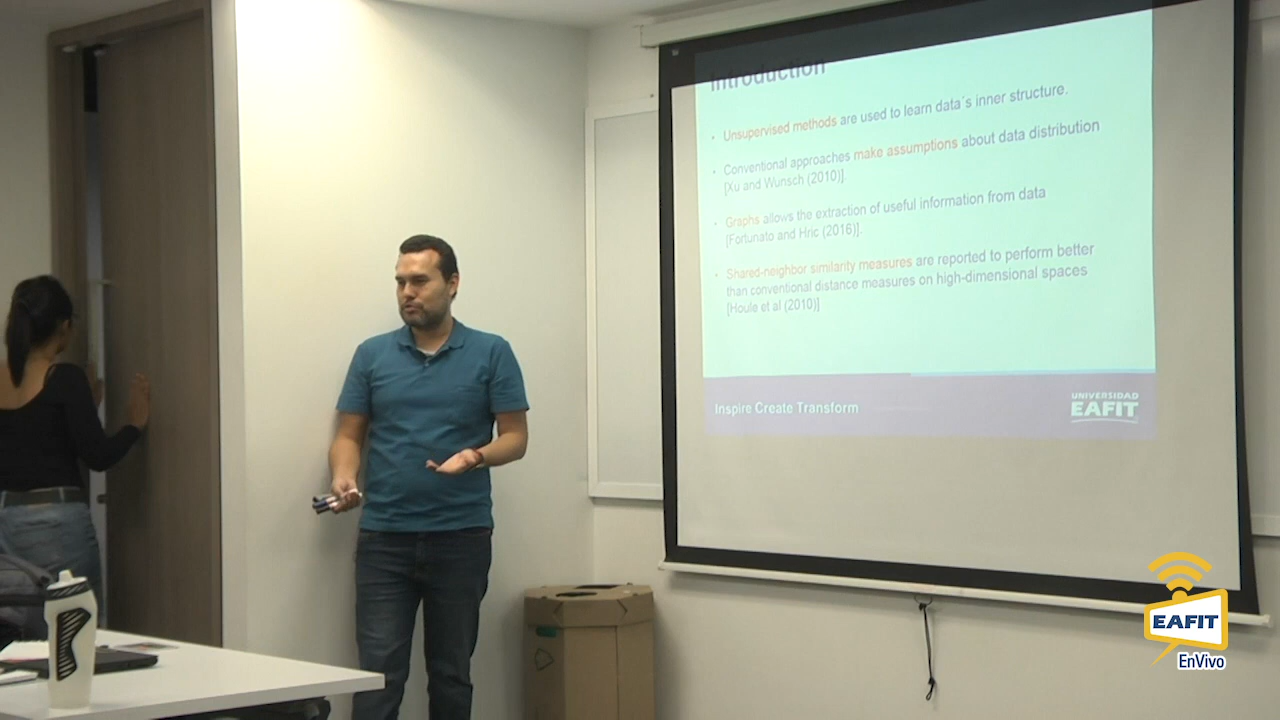 Introduction
Unsupervised methods are used to learn data´s inner structure.
Conventional approaches make assumptions about data distribution
[Xu and Wunsch (2010)].
Graphs allows the extraction of useful information from data
[Fortunato and Hric (2016)].
Shared-neighbor similarity measures are reported to perform better
than conventional distance measures on high-dimensional spaces
[Houle et al (2010)]
Inspire Create Transform
UNIVERSIDAD
EAFIT
EAFIT
EnVivo